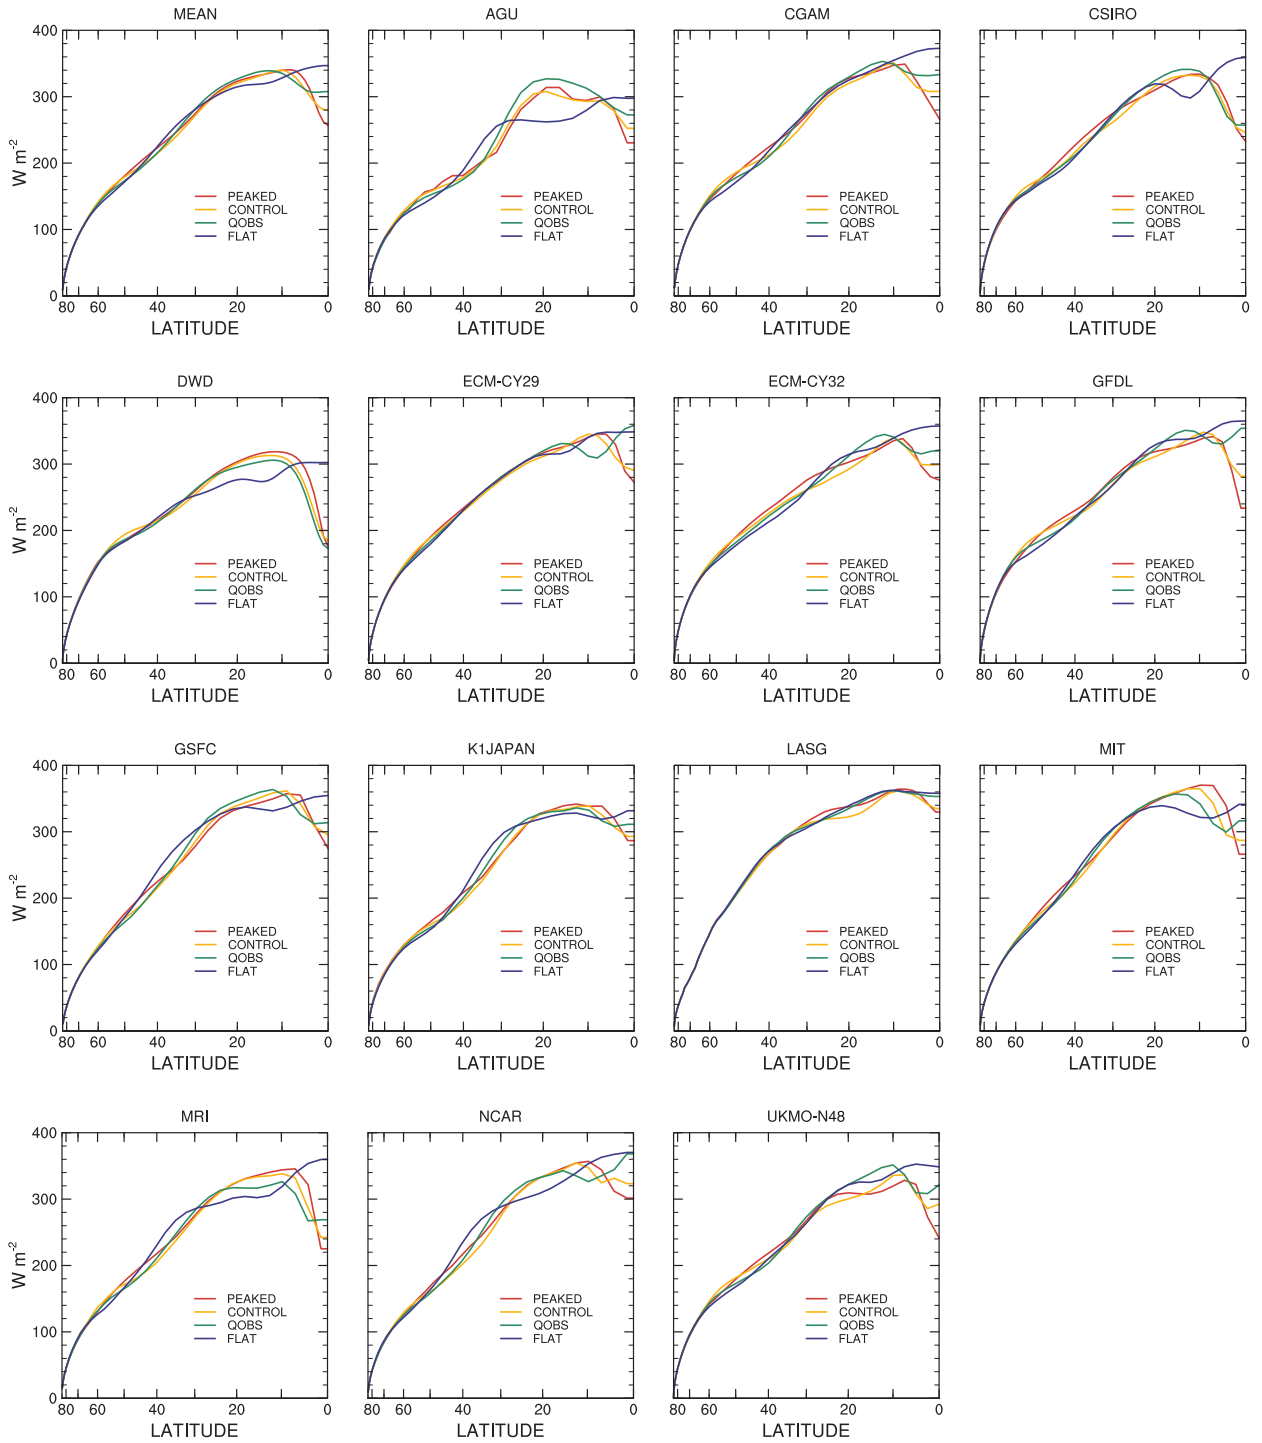 MEAN AGU CGAM CSIRO
400
300
200
100
0
W m-2
PEAKED PEAKED PEAKED PEAKED
CONTROL CONTROL CONTROL CONTROL
QOBS QOBS QOBS QOBS
FLAT FLAT FLAT FLAT
80 60 40 20 0 80 60 40 20 0 80 60 40 20 0 80 60 40 20 0
LATITUDE LATITUDE LATITUDE LATITUDE
DWD ECM-CY29 ECM-CY32 GFDL
400
300
200
100
0
W m-2
PEAKED PEAKED PEAKED PEAKED
CONTROL CONTROL CONTROL CONTROL
QOBS QOBS QOBS QOBS
FLAT FLAT FLAT FLAT
80 60 40 20 0 80 60 40 20 0 80 60 40 20 0 80 60 40 20 0
LATITUDE LATITUDE LATITUDE LATITUDE
GSFC K1JAPAN LASG MIT
400
300
200
100
0
W m-2
PEAKED PEAKED PEAKED PEAKED
CONTROL CONTROL CONTROL CONTROL
QOBS QOBS QOBS QOBS
FLAT FLAT FLAT FLAT
80 60 40 20 0 80 60 40 20 0 80 60 40 20 0 80 60 40 20 0
LATITUDE LATITUDE LATITUDE LATITUDE
MRI NCAR UKMO-N48
400
300
200
100
0
W m-2
PEAKED PEAKED PEAKED
CONTROL CONTROL CONTROL
QOBS QOBS QOBS
FLAT FLAT FLAT
80 60 40 20 0 80 60 40 20 0 80 60 40 20 0
LATITUDE LATITUDE LATITUDE